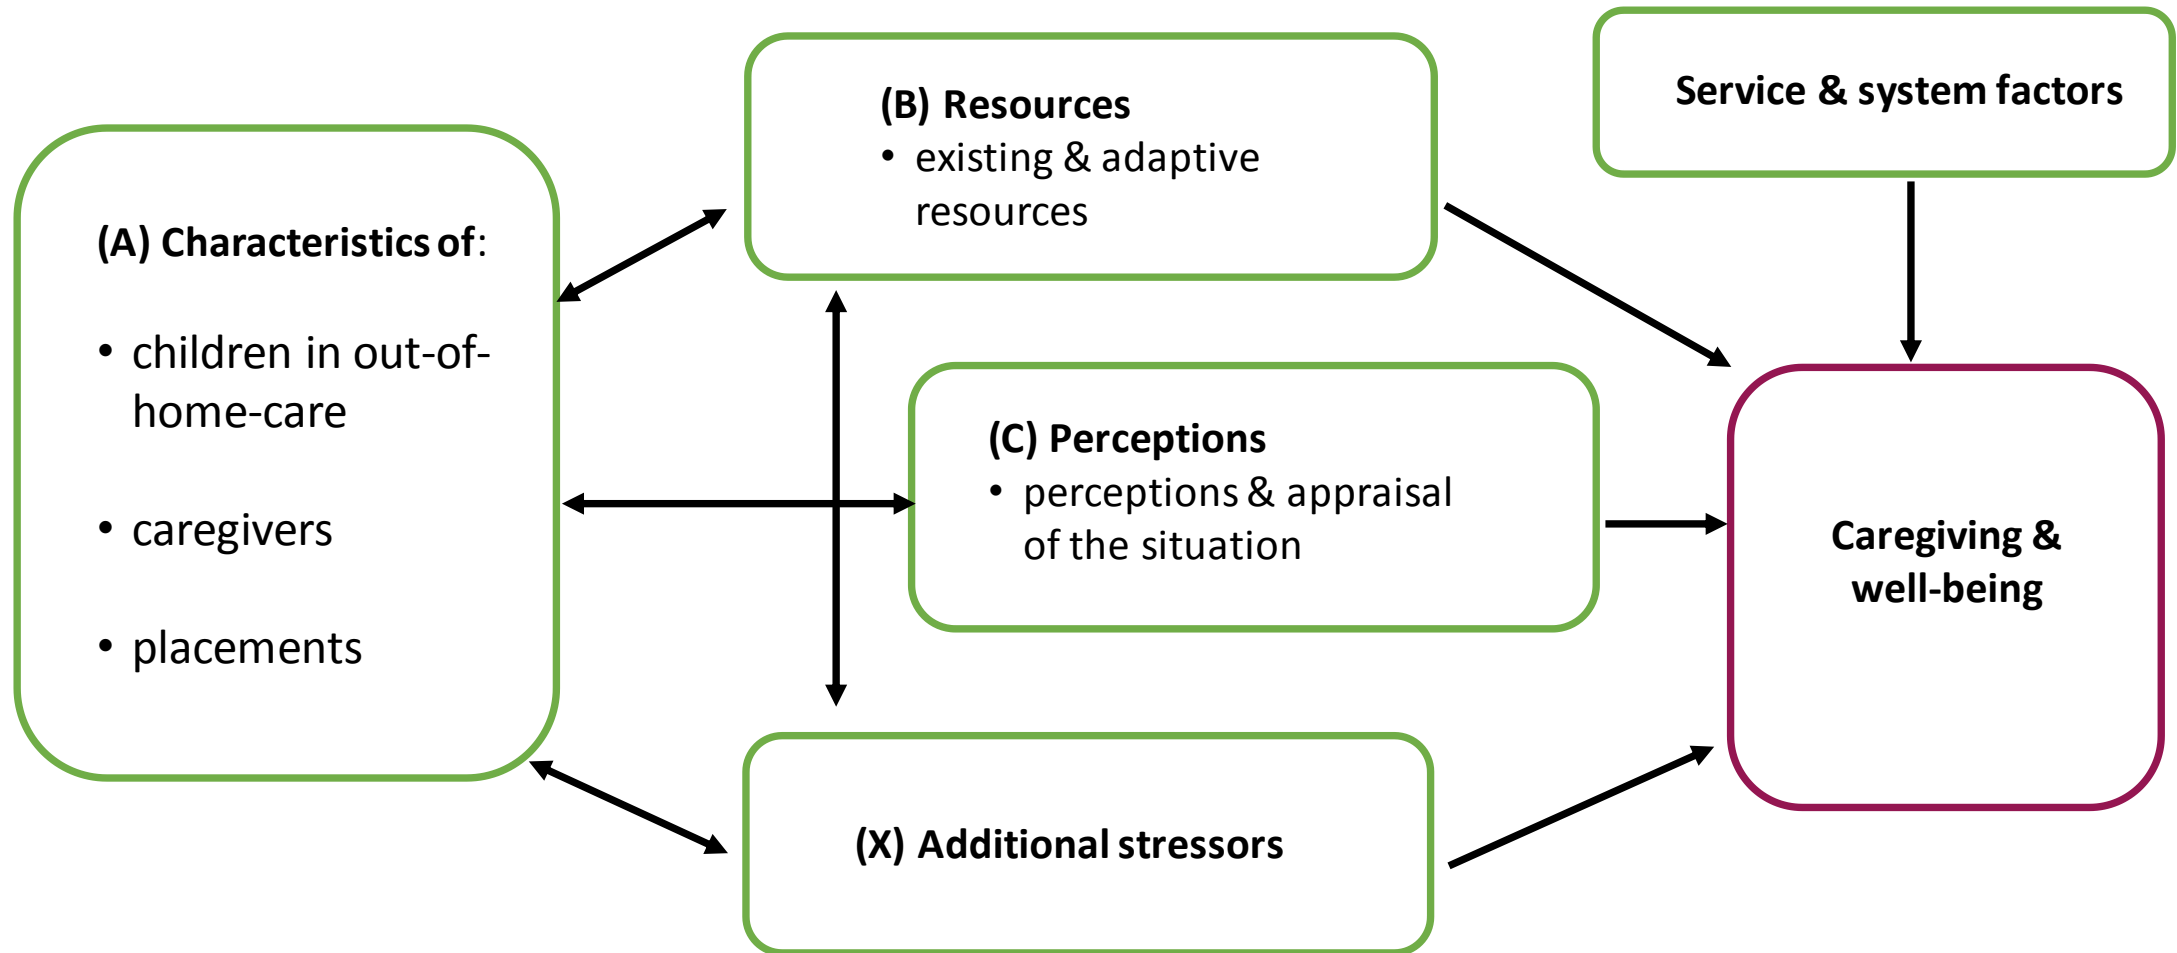 (A) Characteristics of:
• children in out-of-
home-care
• caregivers
• placements
(B) Resources
• existing & adaptive
resources
(C) Perceptions
• perceptions & appraisal
of the situation
(X) Additional stressors
Service & system factors
Caregiving &
well-being